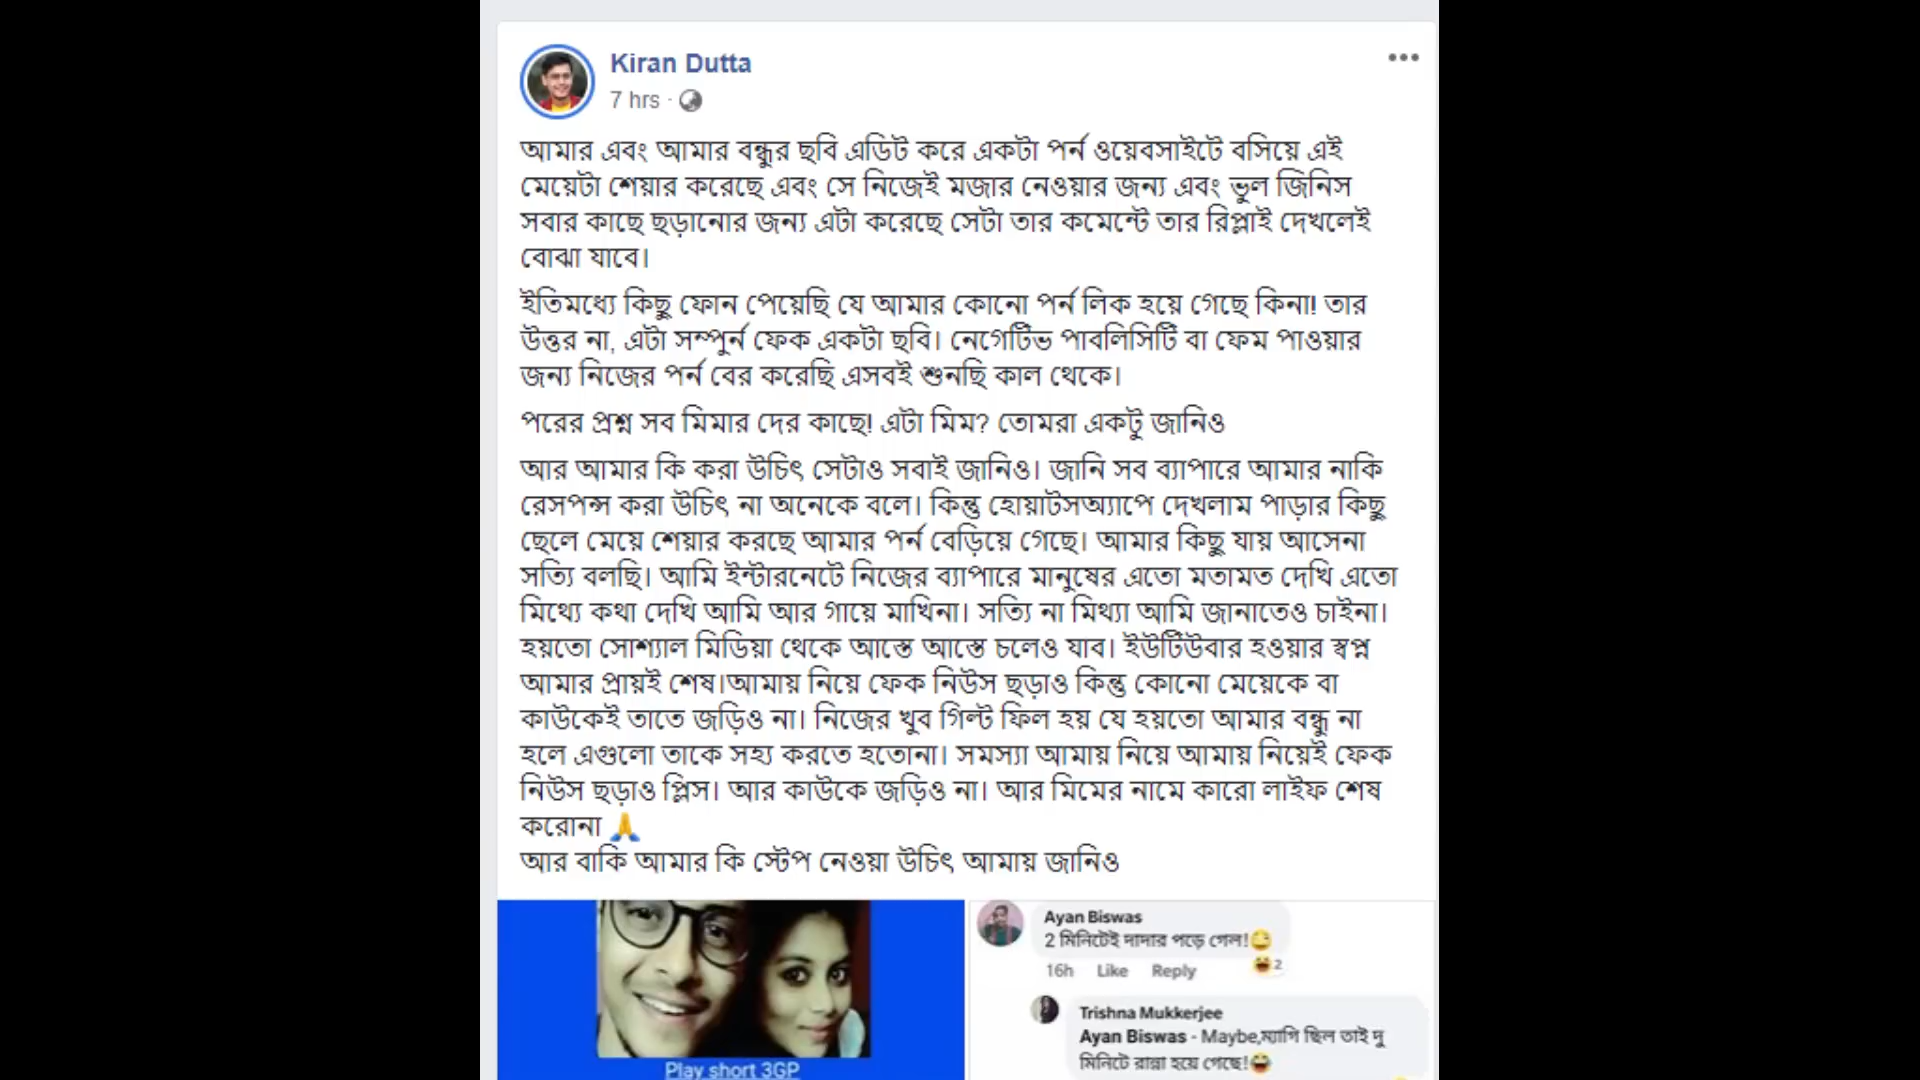 Kiran Dutta
7 hrs ·
আমার এবং আমার বন্ধুর ছবি এডিট করে একটা পর্ন ওয়েবসাইটে বসিয়ে এই
মেয়েটা শেয়ার করেছে এবং সে নিজেই মজার নেওয়ার জন্য এবং ভুল জিনিস
সবার কাছে ছড়ানোর জন্য এটা করেছে সেটা তার কমেন্টে তার রিপ্লাই দেখলেই
বোঝা যাবে।
ইতিমধ্যে কিছু ফোন পেয়েছি যে আমার কোনো পর্ন লিক হয়ে গেছে কিনা! তার
উত্তর না, এটা সম্পুর্ন ফেক একটা ছবি। নেগেটিভ পাবলিসিটি বা ফেম পাওয়ার
জন্য নিজের পর্ন বের করেছি এসবই শুনছি কাল থেকে।
পরের প্রশ্ন সব মিমার দের কাছে! এটা মিম? তোমরা একটু জানিও
আর আমার কি করা উচিৎ সেটাও সবাই জানিও। জানি সব ব্যাপারে আমার নাকি
রেসপন্স করা উচিৎ না অনেকে বলে। কিন্তু হোয়াটসঅ্যাপে দেখলাম পাড়ার কিছু
ছেলে মেয়ে শেয়ার করছে আমার পর্ন বেড়িয়ে গেছে। আমার কিছু যায় আসেনা
সত্যি বলছি। আমি ইন্টারনেটে নিজের ব্যাপারে মানুষের এতো মতামত দেখি এতো
মিথ্যে কথা দেখি আমি আর গায়ে মাখিনা। সত্যি না মিথ্যা আমি জানাতেও চাইনা।
হয়তো সোশ্যাল মিডিয়া থেকে আস্তে আস্তে চলেও যাব। ইউটিউবার হওয়ার স্বপ্ন
আমার প্রায়ই শেষ।আমায় নিয়ে ফেক নিউস ছড়াও কিন্তু কোনো মেয়েকে বা
কাউকেই তাতে জড়িও না। নিজের খুব গিল্ট ফিল হয় যে হয়তো আমার বন্ধু না
হলে এগুলো তাকে সহ্য করতে হতোনা। সমস্যা আমায় নিয়ে আমায় নিয়েই ফেক
নিউস ছড়াও প্লিস। আর কাউকে জড়িও না। আর মিমের নামে কারো লাইফ শেষ
করোনা 🙏
আর বাকি আমার কি স্টেপ নেওয়া উচিৎ আমায় জানিও
Play short 3GP
Ayan Biswas
2 মিনিটেই দাদার পড়ে গেল!
16h Like Reply 2
Trishna Mukkerjee
Ayan Biswas - Maybe,ম্যাগি ছিল তাই দু
মিনিটে রান্না হয়ে গেছে!